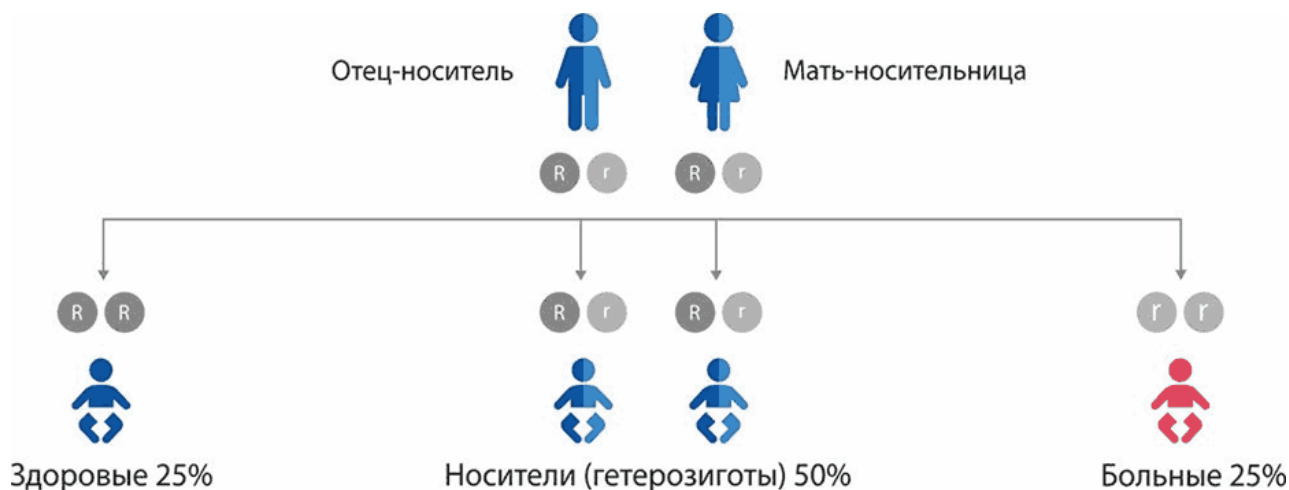 Отец-носитель Мать-носительница
R r R r
R R R r R r r r
Здоровые 25% Носители (гетерозиготы) 50% Больные 25%